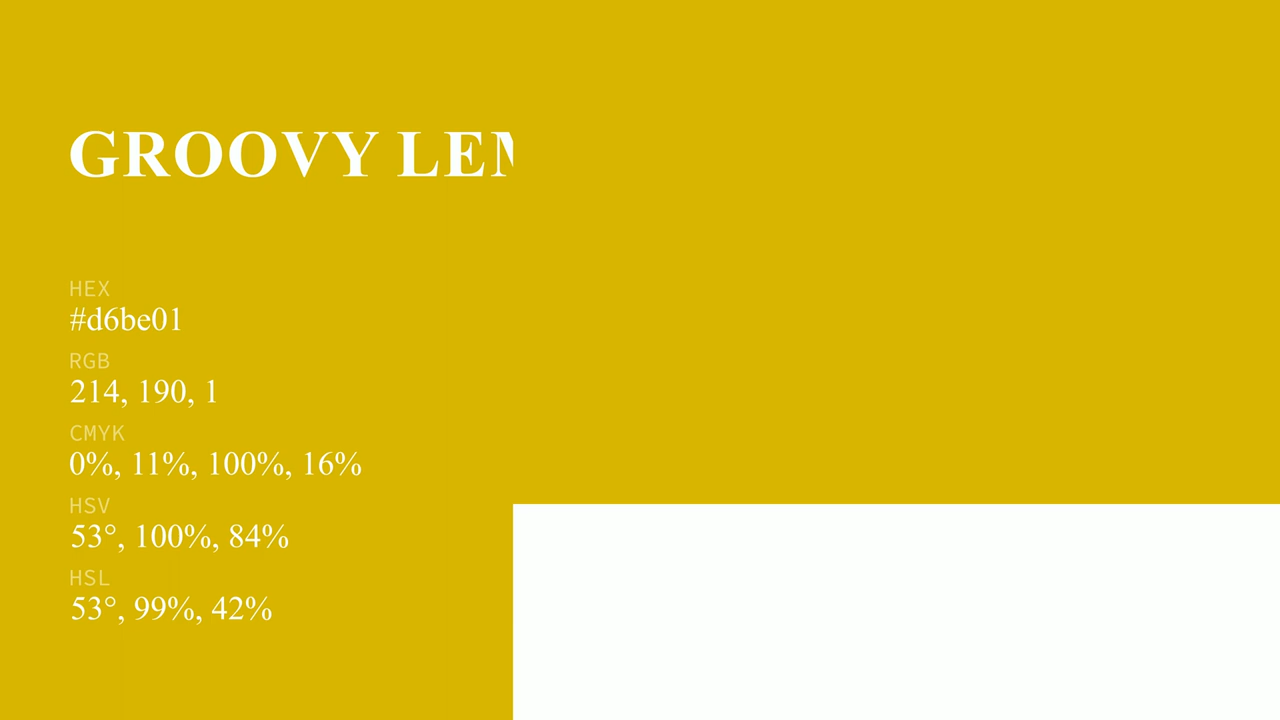 GROOVY
HEX
#d6be01
RGB
214, 190, 1
CMYK
0%, 11%, 100%, 16%
HSV
53°, 100%, 84%
HSL
53°, 99%, 42%